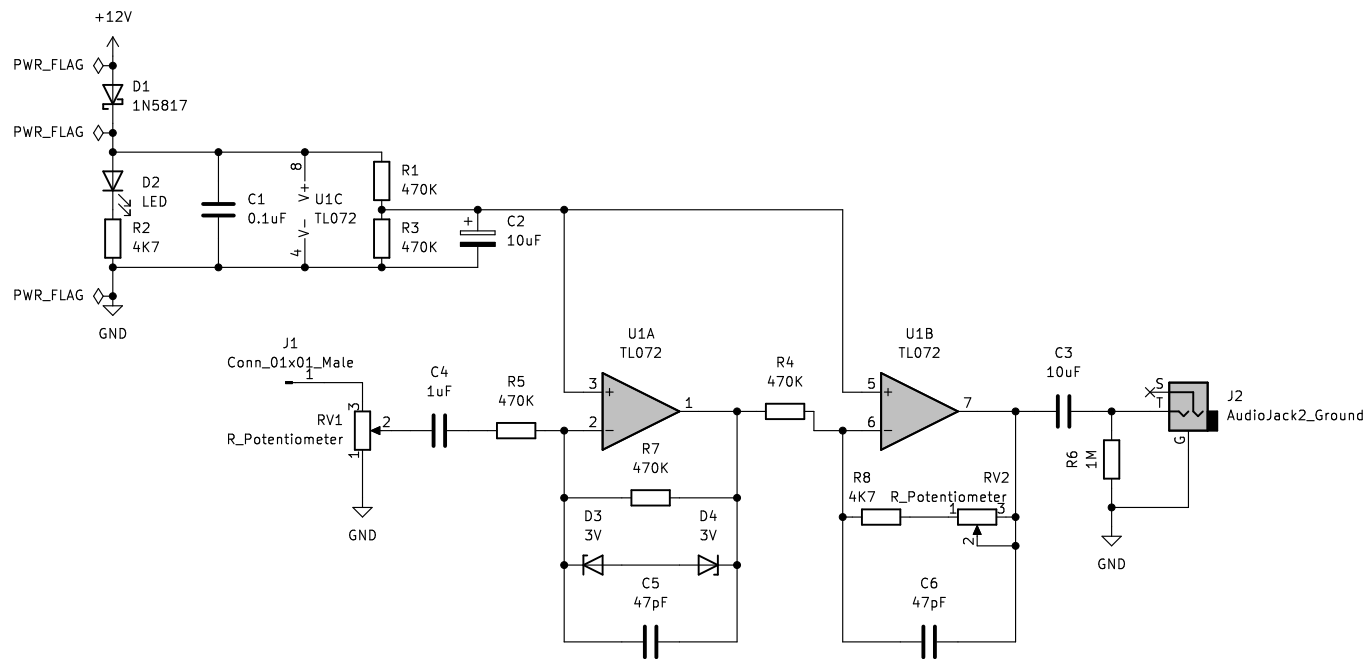 +12V
PWR_FLAG
D1
1N5817
PWR_FLAG
D2
LED
R2
4K7
C1
0.1uF
8
V+
U1C
TL072
V-
4
R1
470K
R3
470K
+
C2
10uF
PWR_FLAG
GND
J1
Conn_01x01_Male
1
3
RV1
R_Potentiometer
2
1
GND
C4
1uF
R5
470K
U1A
TL072
3
+
2
-
1
R7
470K
D3
3V
D4
3V
C5
47pF
R4
470K
U1B
TL072
5
+
6
-
7
R8
4K7
RV2
R_Potentiometer
1
3
2
C6
47pF
C3
10uF
R6
1M
GND
S
T
G
J2
AudioJack2_Ground